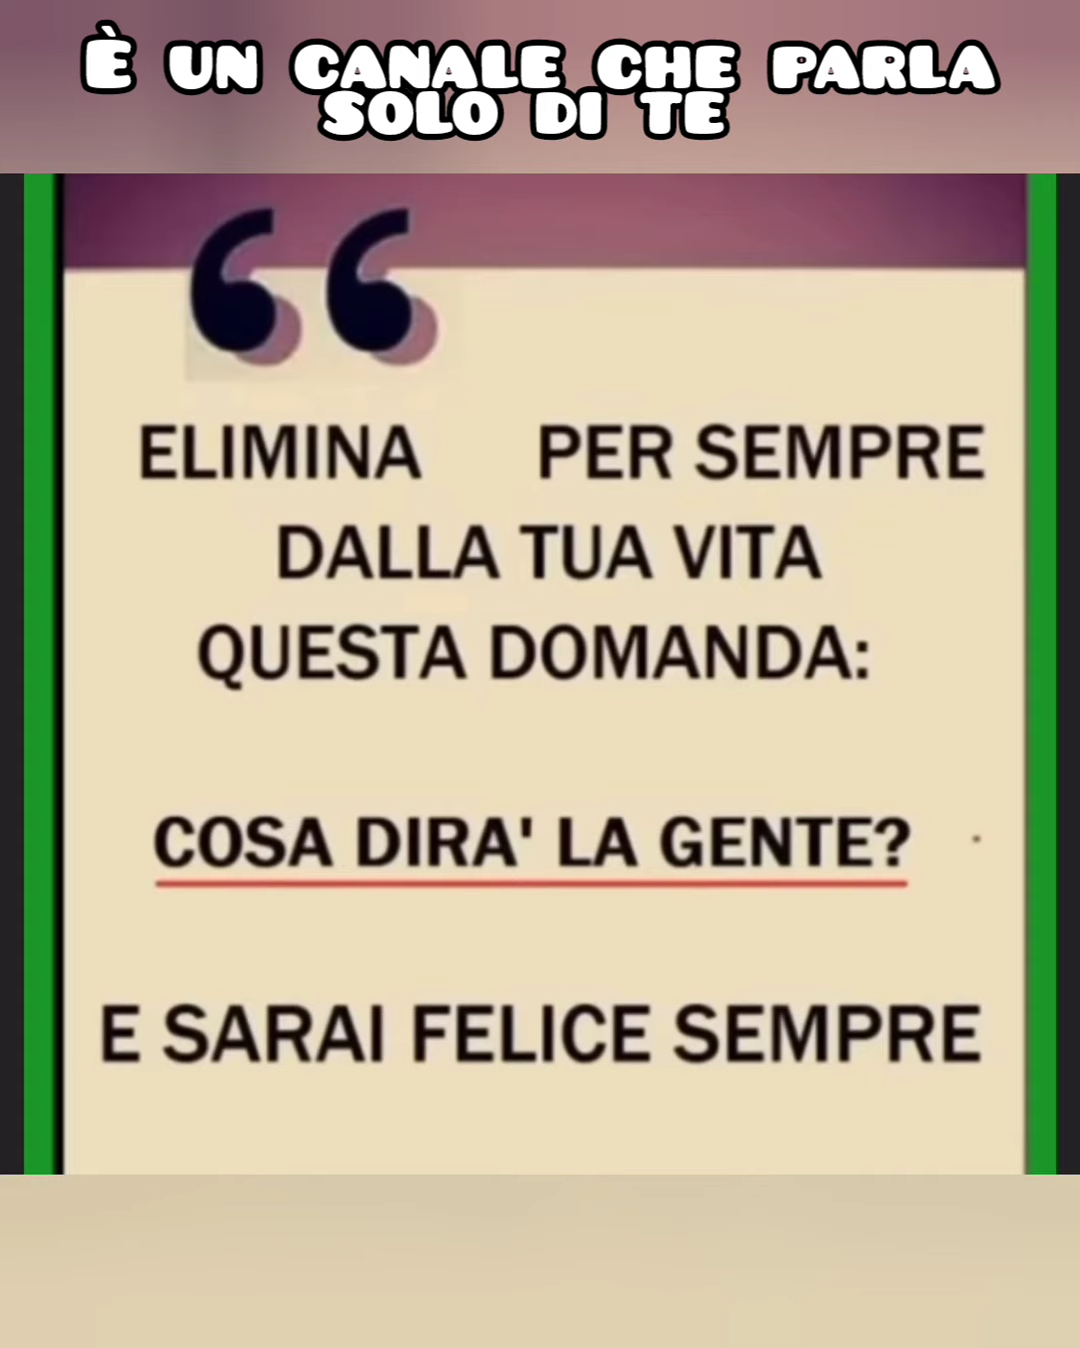 È UN CANALE CHE PARLA
SOLO DI TE
ELIMINA PER SEMPRE
DALLA TUA VITA
QUESTA DOMANDA:
COSA DIRA' LA GENTE?
E SARAI FELICE SEMPRE